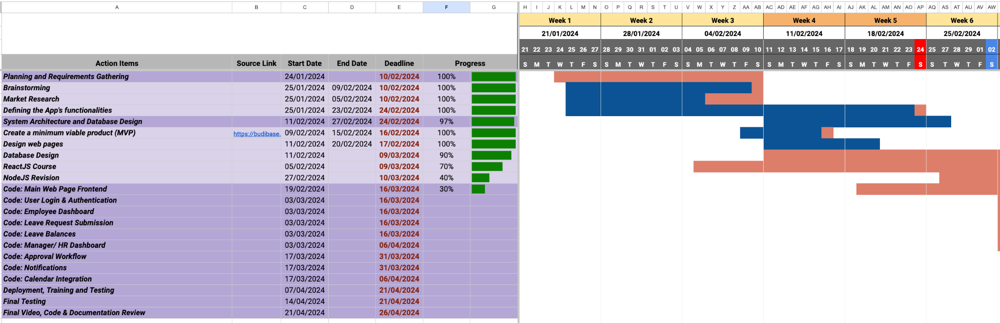 A B C D E F G H I J K L M N O P Q R S T U V W X Y Z AA AB AC AD AE AF AG AH AI AJ AK AL AM AN AO AP AQ AS AT AU AV AW
Week 1 Week 2 Week 3 Week 4 Week 5 Week 6
21/01/2024 28/01/2024 04/02/2024 11/02/2024 18/02/2024 25/02/2024
21 22 23 24 25 26 27 28 29 30 31 01 02 03 04 05 06 07 08 09 10 11 12 13 14 15 16 17 18 19 20 21 22 23 24 25 27 28 29 01 02
Action Items Source Link Start Date End Date Deadline Progress S M T W T F S S M T W T F S S M T W T F S S M T W T F S S M T W T F S S T W T F S
Planning and Requirements Gathering 24/01/2024 10/02/2024 100%
Brainstorming 25/01/2024 09/02/2024 10/02/2024 100%
Market Research 25/01/2024 05/02/2024 10/02/2024 100%
Defining the App's functionalities 25/01/2024 23/02/2024 24/02/2024 100%
System Architecture and Database Design 11/02/2024 27/02/2024 24/02/2024 97%
Create a minimum viable product (MVP) https://budibase. 09/02/2024 15/02/2024 16/02/2024 100%
Design web pages 11/02/2024 20/02/2024 17/02/2024 100%
Database Design 11/02/2024 09/03/2024 90%
ReactJS Course 05/02/2024 09/03/2024 70%
NodeJS Revision 27/02/2024 10/03/2024 40%
Code: Main Web Page Frontend 19/02/2024 16/03/2024 30%
Code: User Login & Authentication 03/03/2024 16/03/2024
Code: Employee Dashboard 03/03/2024 16/03/2024
Code: Leave Request Submission 03/03/2024 16/03/2024
Code: Leave Balances 03/03/2024 16/03/2024
Code: Manager/ HR Dashboard 03/03/2024 06/04/2024
Code: Approval Workflow 17/03/2024 31/03/2024
Code: Notifications 17/03/2024 31/03/2024
Code: Calendar Integration 17/03/2024 06/04/2024
Deployment, Training and Testing 07/04/2024 21/04/2024
Final Testing 14/04/2024 21/04/2024
Final Video, Code & Documentation Review 21/04/2024 26/04/2024